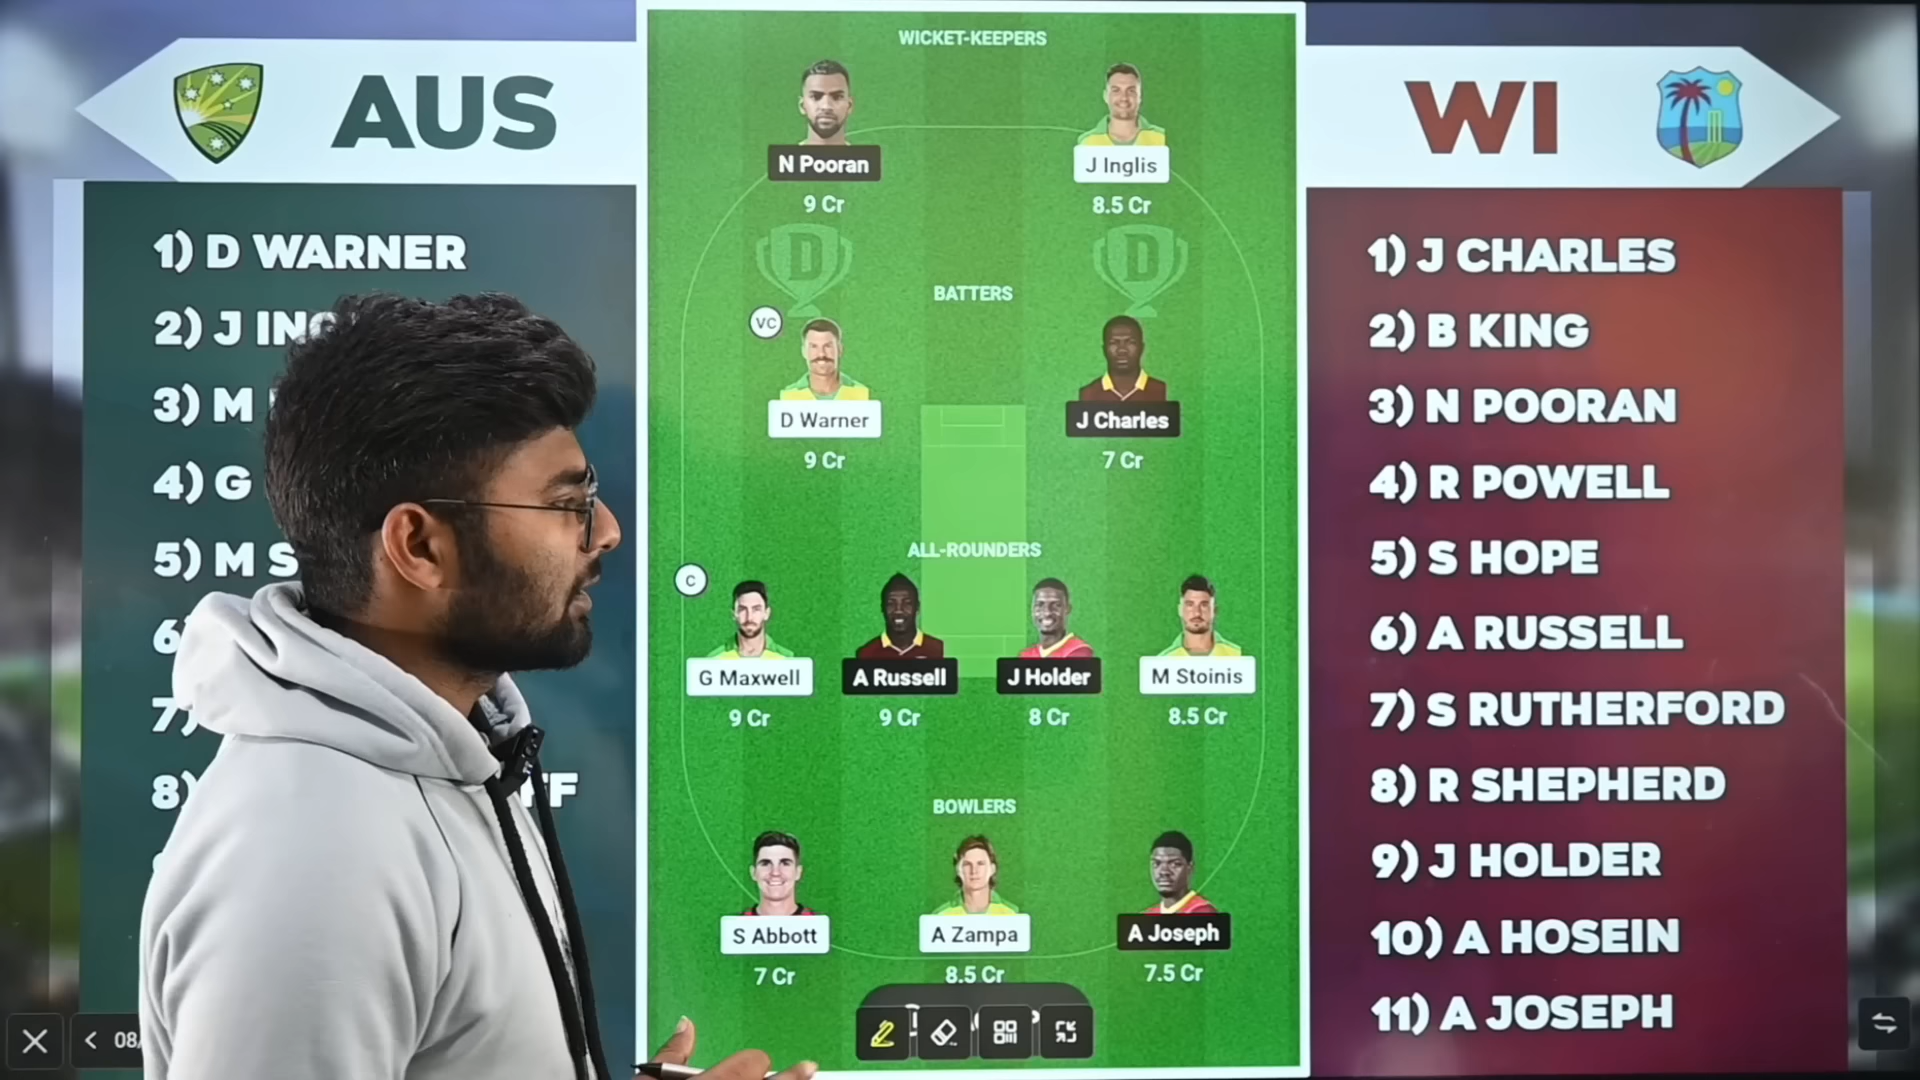 AUS
1) D WARNER
2) J ING
3) M
4) G
5) M S
6)
7)
8)
FF
WICKET-KEEPERS
N Pooran
J Inglis
9 Cr
8.5 Cr
D
D
BATTERS
VC
D Warner
J Charles
9 Cr
7 Cr
ALL-ROUNDERS
C
G Maxwell
A Russell
J Holder
M Stoinis
9 Cr
9 Cr
8 Cr
8.5 Cr
BOWLERS
S Abbott
A Zampa
A Joseph
7 Cr
8.5 Cr
7.5 Cr
WI
1) J CHARLES
2) B KING
3) N POORAN
4) R POWELL
5) S HOPE
6) A RUSSELL
7) S RUTHERFORD
8) R SHEPHERD
9) J HOLDER
10) A HOSEIN
11) A JOSEPH
08/